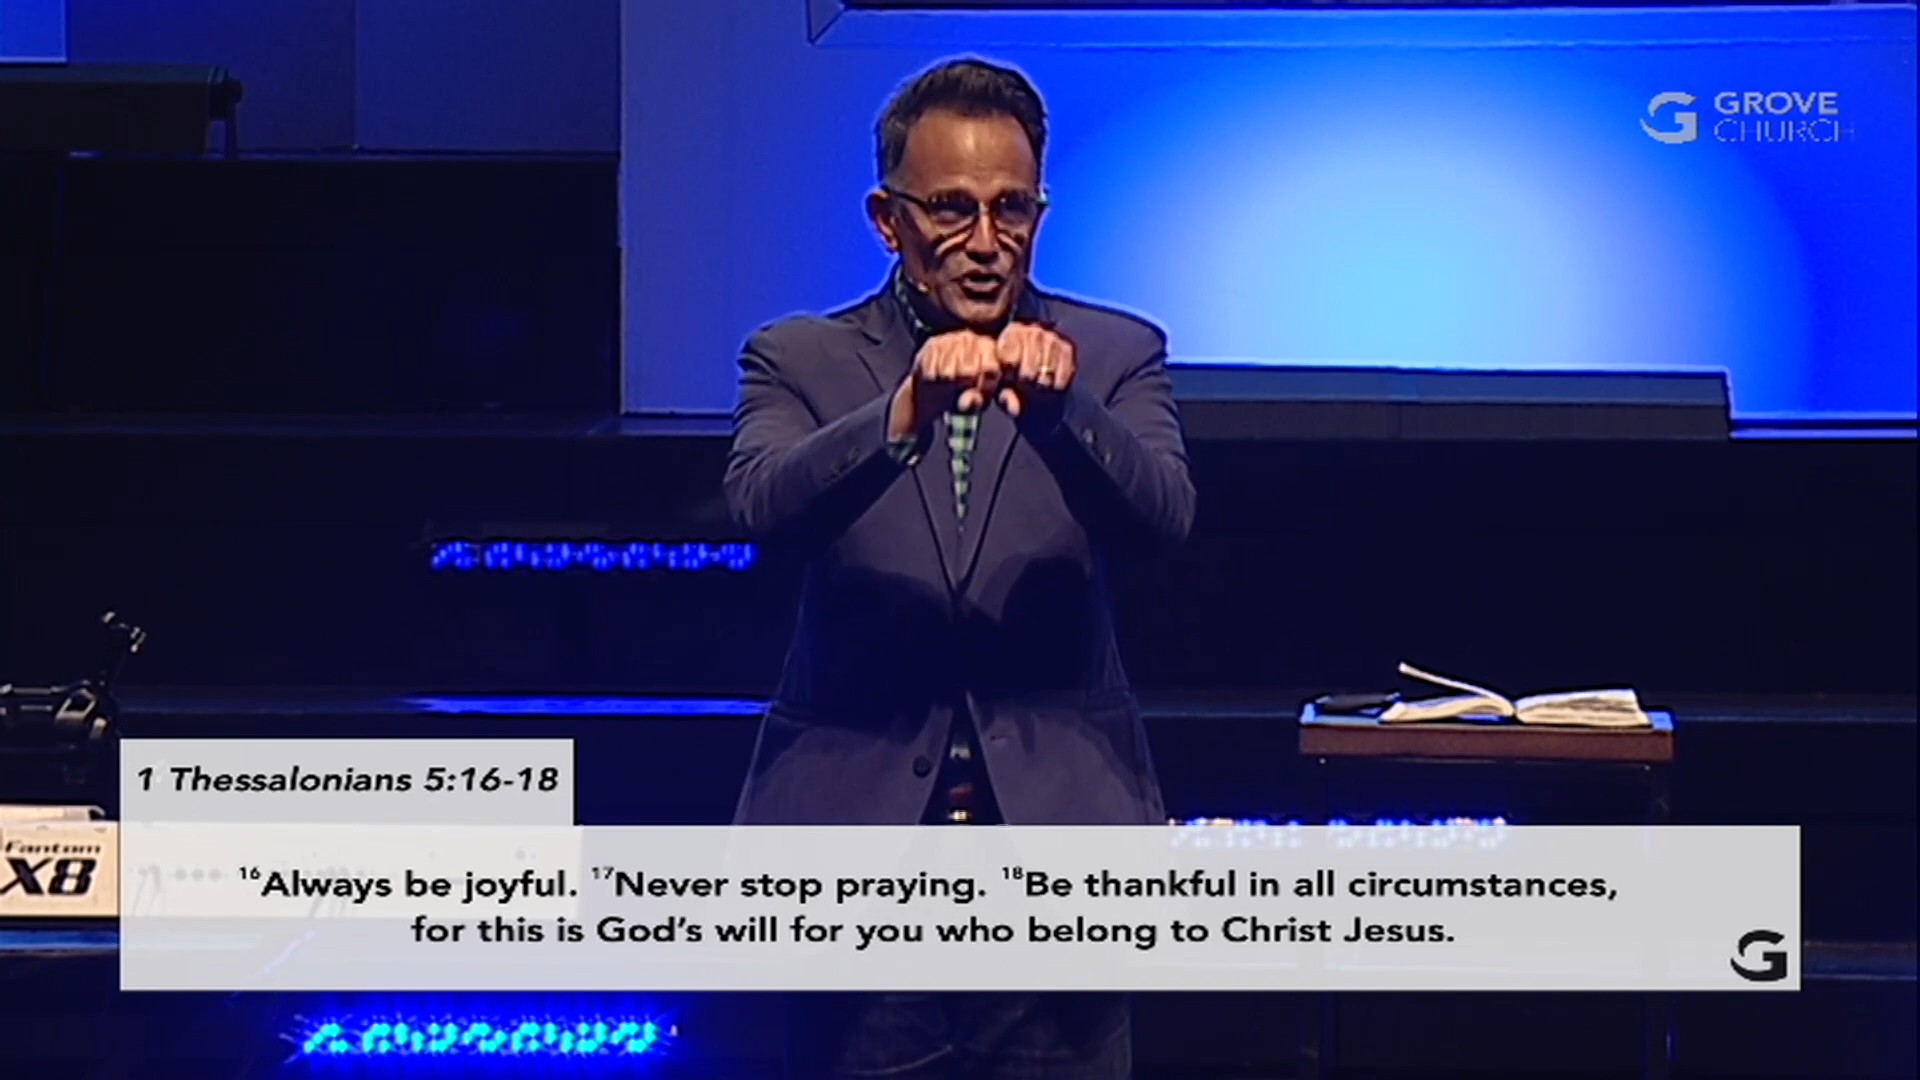 GROVE
CHURCH
1 Thessalonians 5:16-18
Fantom
X8
¹⁶Always be joyful. ¹⁷Never stop praying. ¹⁸Be thankful in all circumstances,
for this is God's will for you who belong to Christ Jesus.